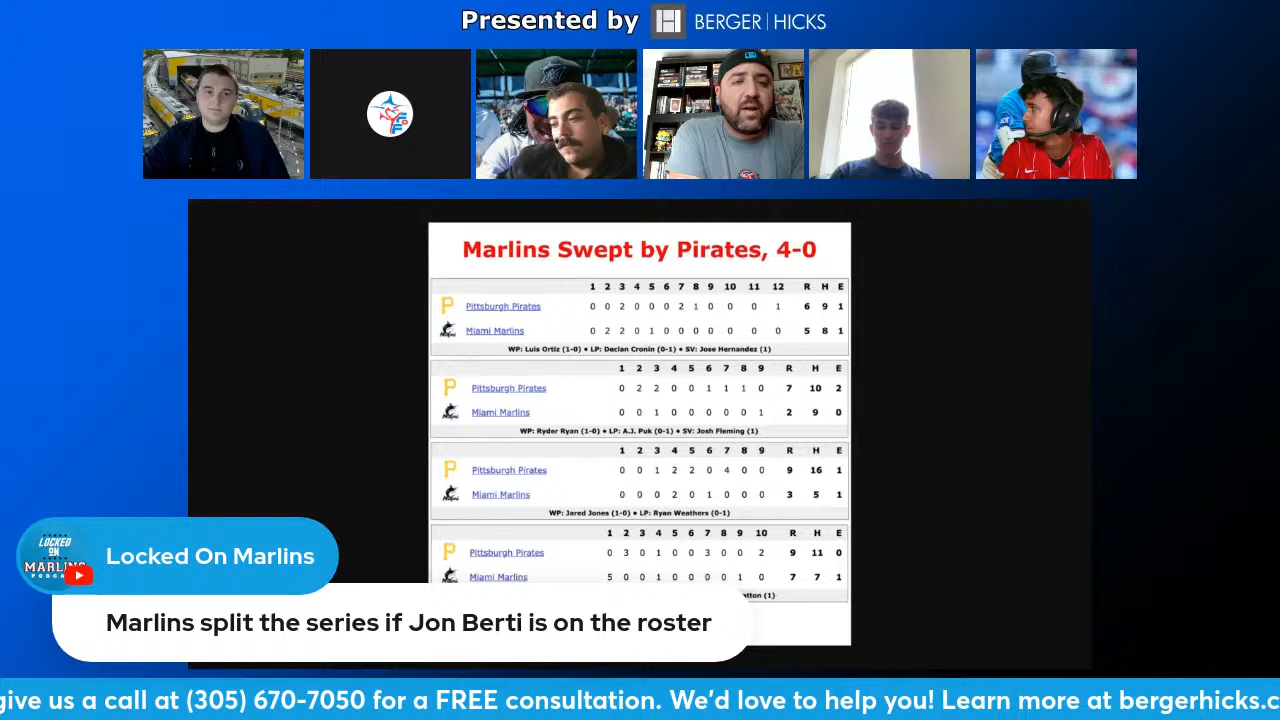 Presented by BERGER|HICKS
Marlins Swept by Pirates, 4-0
1 2 3 4 5 6 7 8 9 10 11 12 R H E
P Pittsburgh Pirates 0 0 2 0 0 0 2 1 0 0 0 1 6 9 1
Miami Marlins 0 2 2 0 1 0 0 0 0 0 0 0 5 8 1
WP: Luis Ortiz (1-0) • LP: Declan Cronin (0-1) • SV: Jose Hernandez (1)
1 2 3 4 5 6 7 8 9 R H E
P Pittsburgh Pirates 0 2 2 0 0 1 1 1 0 7 10 2
Miami Marlins 0 0 1 0 0 0 0 0 1 2 9 0
WP: Ryder Ryan (1-0) • LP: A.J. Puk (0-1) • SV: Josh Fleming (1)
1 2 3 4 5 6 7 8 9 R H E
P Pittsburgh Pirates 0 0 1 2 2 0 4 0 0 9 16 1
Miami Marlins 0 0 0 2 0 1 0 0 0 3 5 1
WP: Jared Jones (1-0) • LP: Ryan Weathers (0-1)
1 2 3 4 5 6 7 8 9 10 R H E
P Pittsburgh Pirates 0 3 0 1 0 0 3 0 0 2 9 11 0
Miami Marlins 5 0 0 1 0 0 0 0 1 0 7 7 1
(1)
LOCKED
ON
MARLINS
PODCAST
Locked On Marlins
Marlins split the series if Jon Berti is on the roster
give us a call at (305) 670-7050 for a FREE consultation. We'd love to help you! Learn more at bergerhicks.c